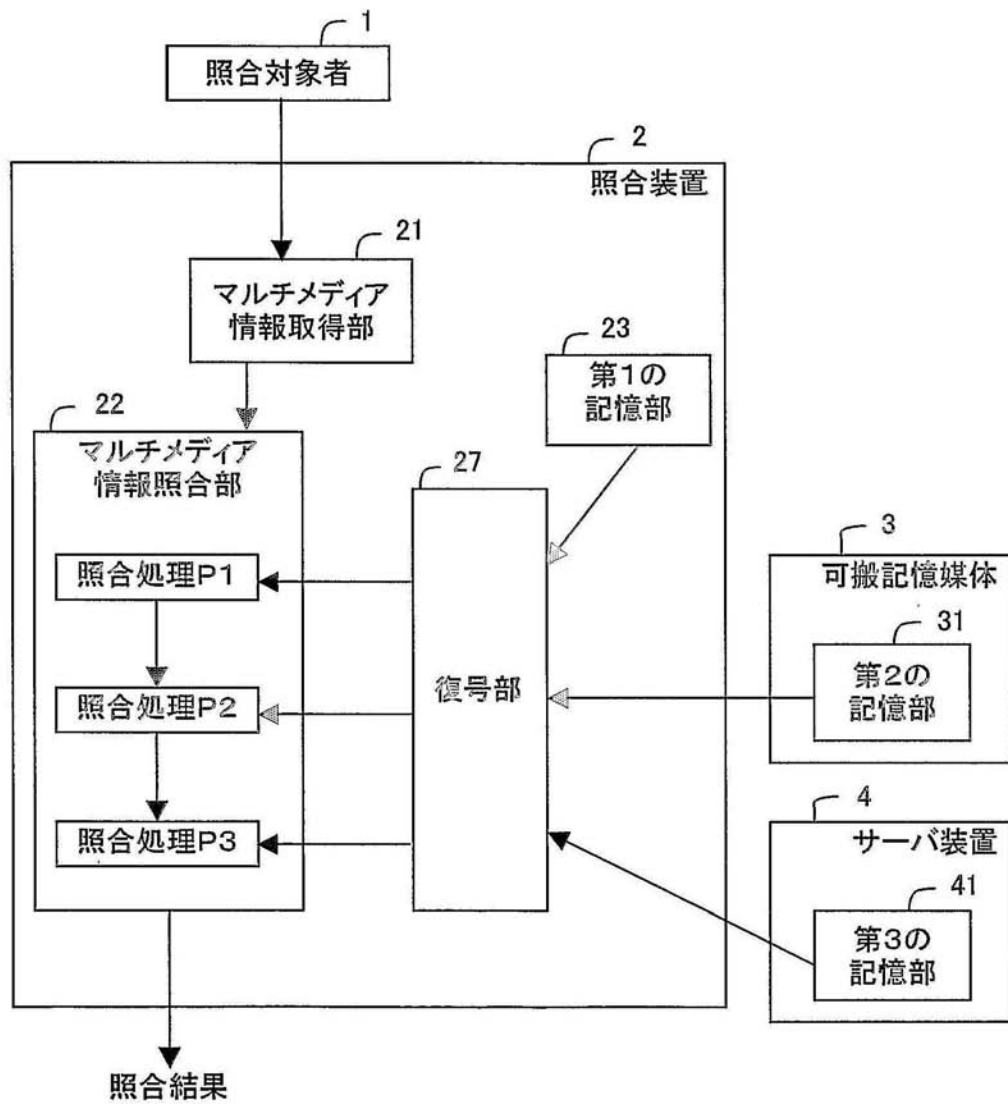 1
照合対象者
2
照合装置
21
マルチメディア
情報取得部
23
第1の
記憶部
22
マルチメディア
情報照合部
27
3
可搬記憶媒体
照合処理P1
31
第2の
記憶部
復号部
照合処理P2
4
サーバ装置
照合処理P3
41
第3の
記憶部
照合結果